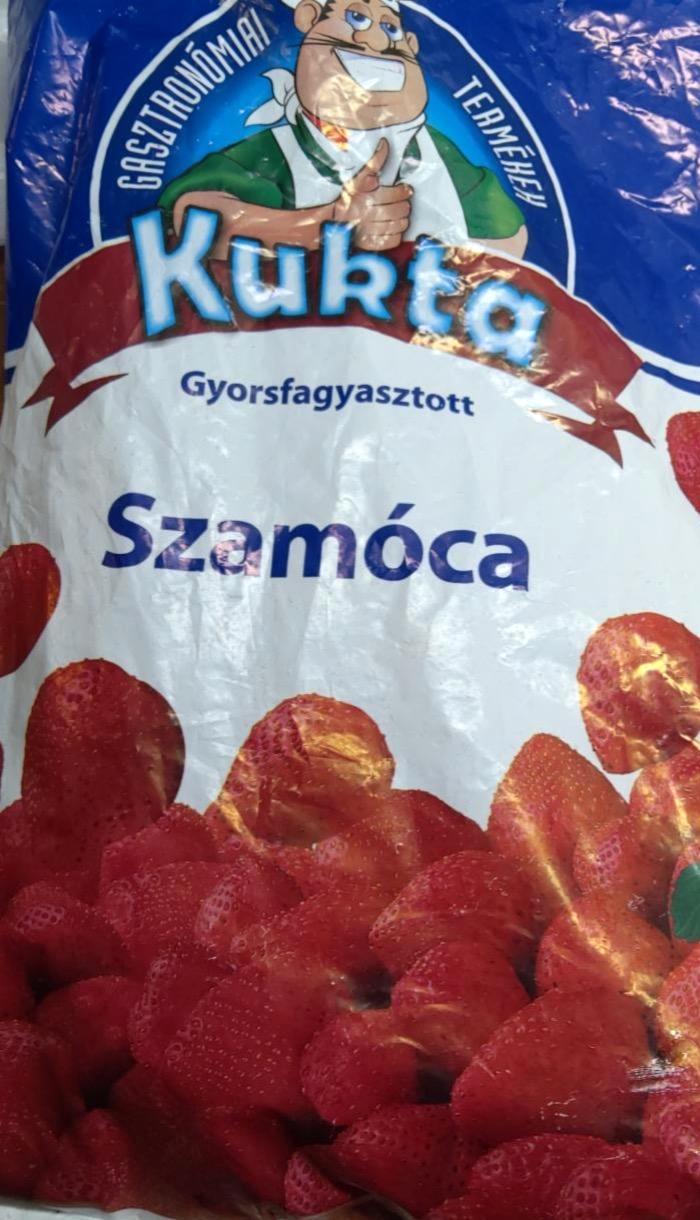 GASZTRONÓMIAI TERMÉKEK
Kukta
Gyorsfagyasztott
Szamóca